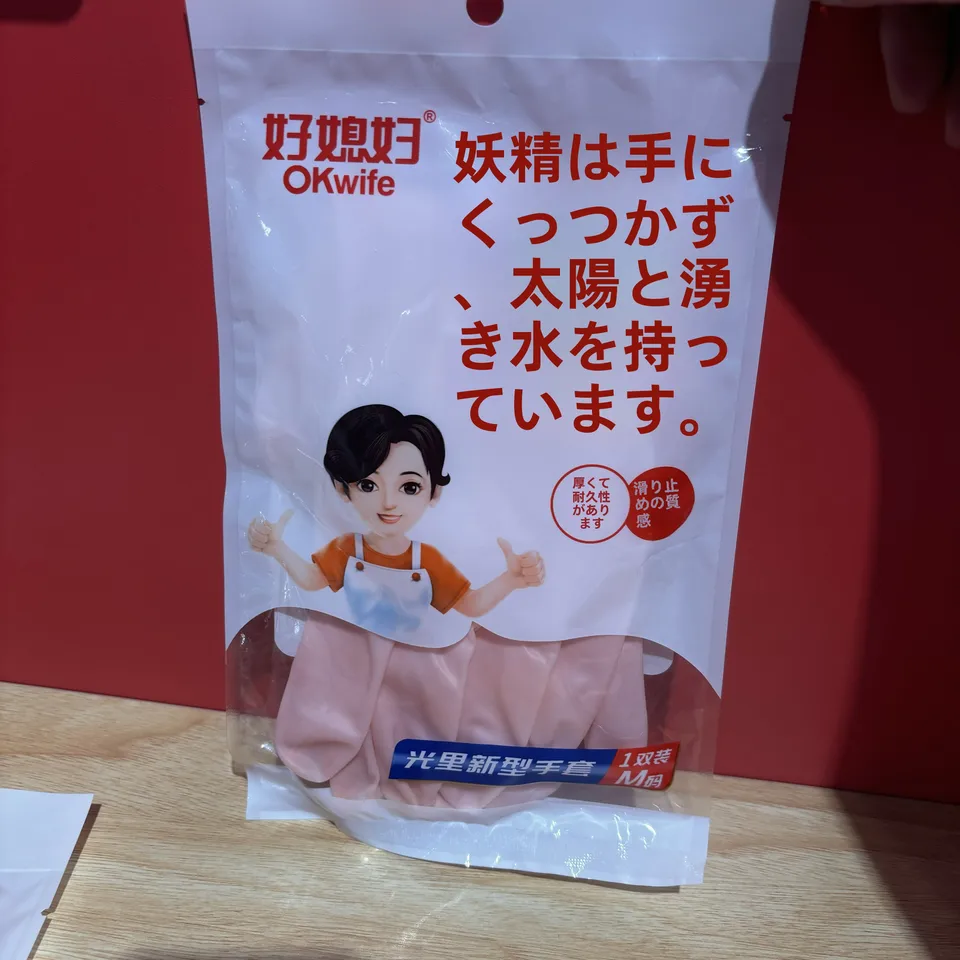 好媳妇®
OKwife
妖精は手に
くっつかず
、太陽と湧
き水を持っ
ています。
厚くて
耐久性
があり
ます
滑り止
めの質
感
光里新型手套
1双装
M码